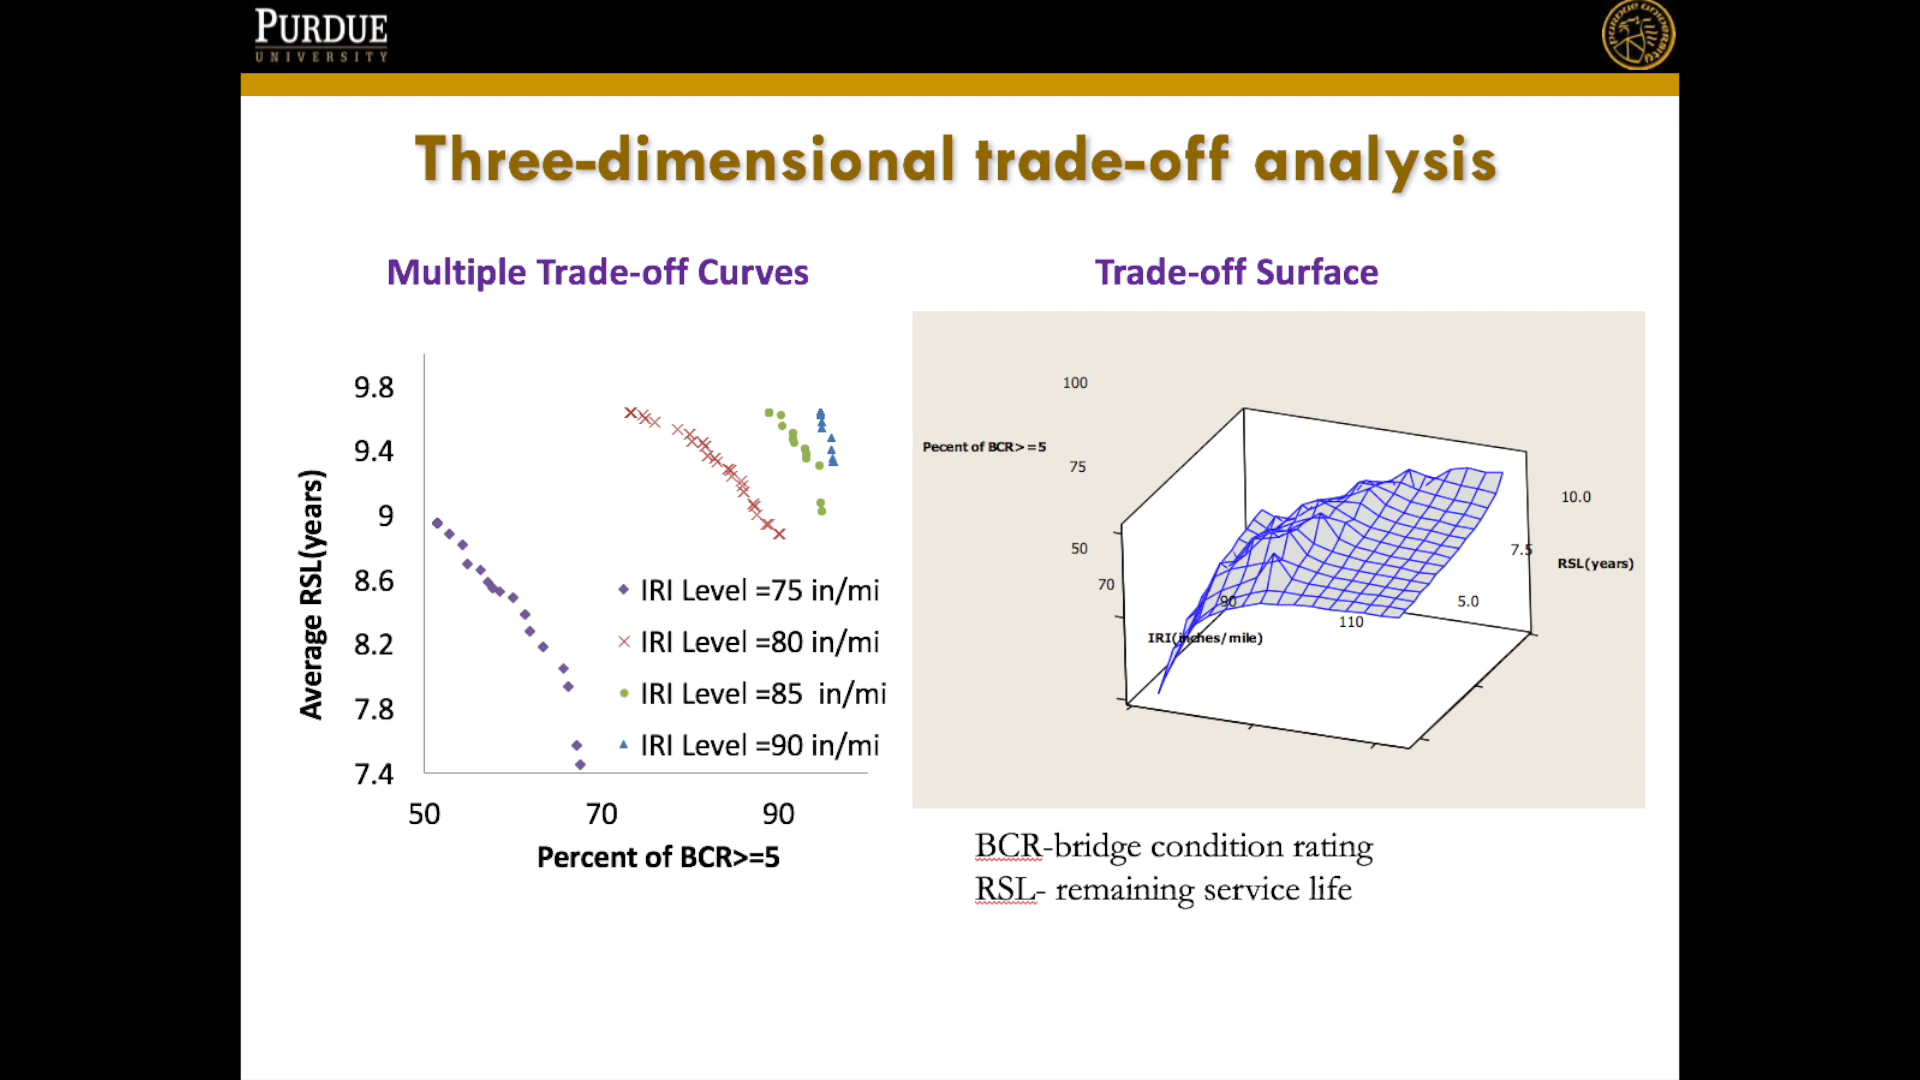 PURDUE
UNIVERSITY
PURDUE UNIVERSITY
Three-dimensional trade-off analysis
Multiple Trade-off Curves
Trade-off Surface
9.8
9.4
9
8.6
8.2
7.8
7.4
Average RSL(years)
50
70
90
Percent of BCR>=5
IRI Level =75 in/mi
IRI Level =80 in/mi
IRI Level =85 in/mi
IRI Level =90 in/mi
100
Pecent of BCR>=5
75
50
70
90
110
IRI(inches/mile)
10.0
7.5
5.0
RSL(years)
BCR-bridge condition rating
RSL- remaining service life